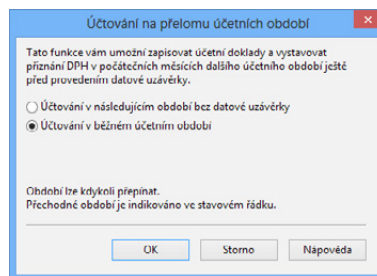 Účtování na přelomu účetních období
Tato funkce vám umožní zapisovat účetní doklady a vystavovat
přiznání DPH v počátečních měsících dalšího účetního období ještě
před provedením datové uzávěrky.
Účtování v následujícím období bez datové uzávěrky
Účtování v běžném účetním období
Období lze kdykoli přepínat.
Přechodné období je indikováno ve stavovém řádku.
OK Storno Nápověda